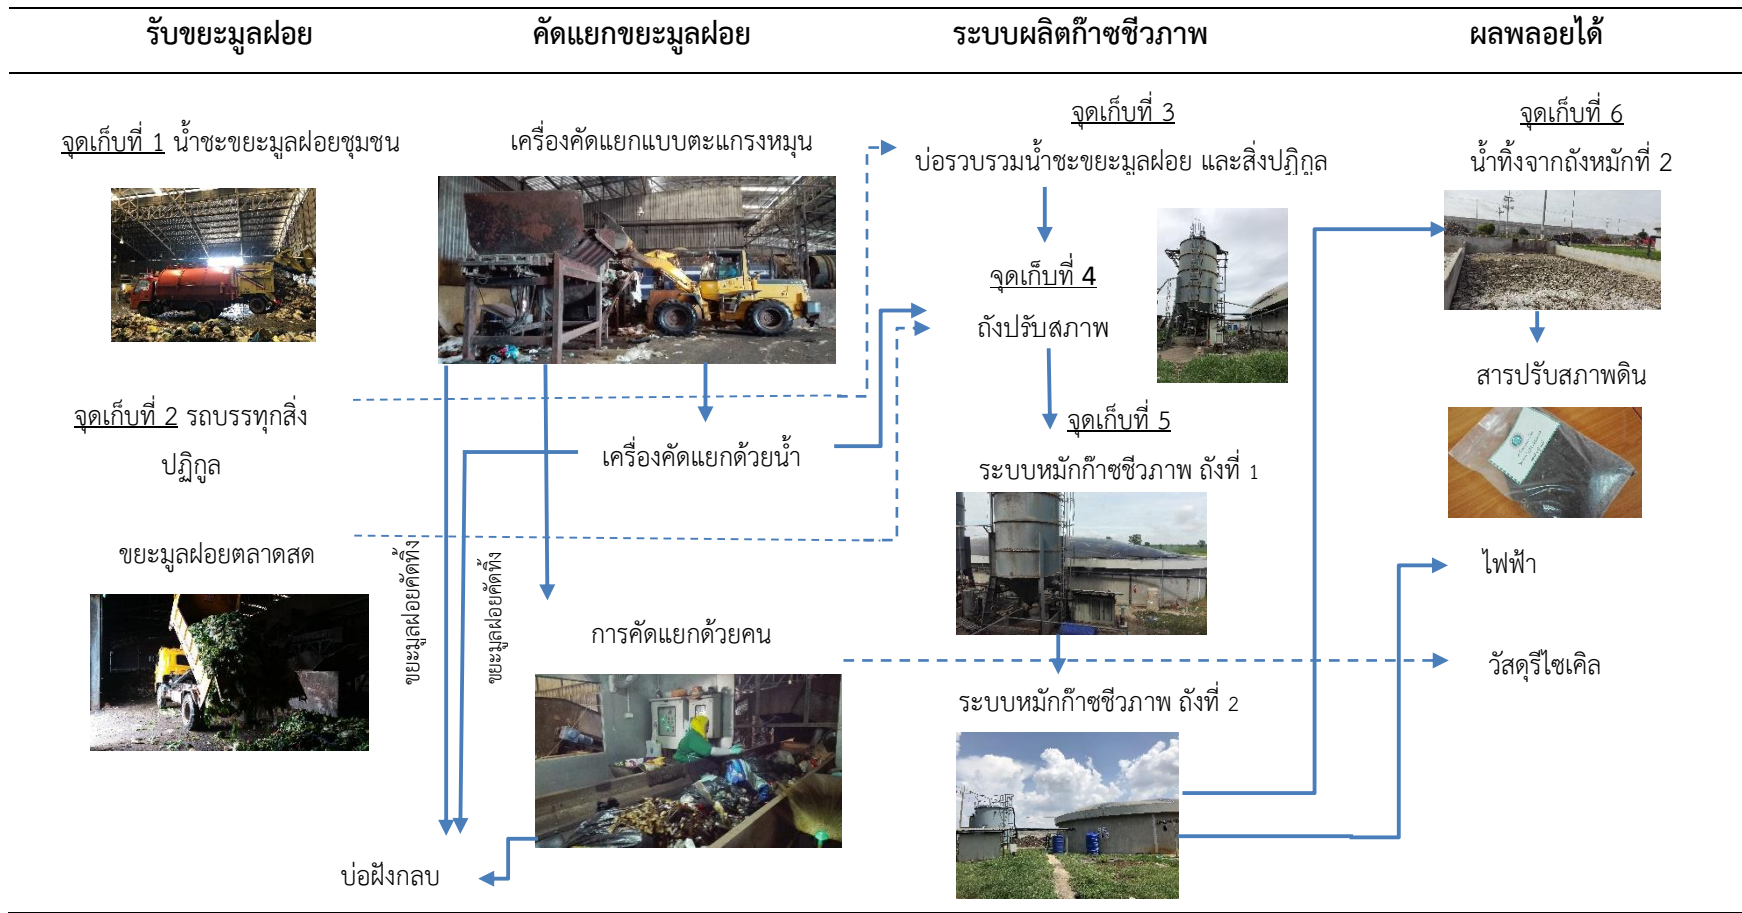 รับขยะมูลฝอย
คัดแยกขยะมูลฝอย
ระบบผลิตก๊าซชีวภาพ
ผลพลอยได้
จุดเก็บที่ 1 น้ำชะขยะมูลฝอยชุมชน
จุดเก็บที่ 2 รถบรรทุกสิ่ง
ปฏิกูล
ขยะมูลฝอยตลาดสด
เครื่องคัดแยกแบบตะแกรงหมุน
เครื่องคัดแยกด้วยน้ำ
ขยะมูลฝอยคัดทิ้ง
ขยะมูลฝอยคัดทิ้ง
การคัดแยกด้วยคน
บ่อฝังกลบ
จุดเก็บที่ 3
บ่อรวบรวมน้ำชะขยะมูลฝอย และสิ่งปฏิกูล
จุดเก็บที่ 4
ถังปรับสภาพ
จุดเก็บที่ 5
ระบบหมักก๊าซชีวภาพ ถังที่ 1
ระบบหมักก๊าซชีวภาพ ถังที่ 2
จุดเก็บที่ 6
น้ำทิ้งจากถังหมักที่ 2
สารปรับสภาพดิน
ไฟฟ้า
วัสดุรีไซเคิล